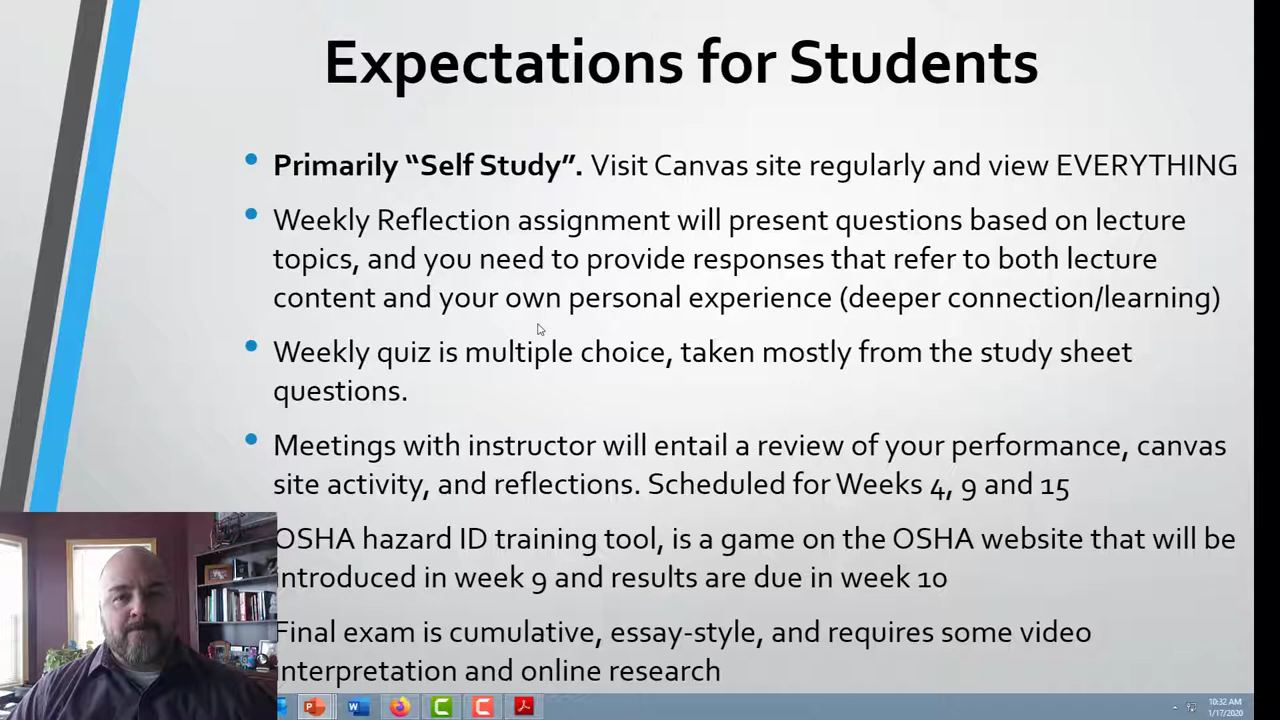 Expectations for Students
Primarily “Self Study”. Visit Canvas site regularly and view EVERYTHING
Weekly Reflection assignment will present questions based on lecture
topics, and you need to provide responses that refer to both lecture
content and your own personal experience (deeper connection/learning)
Weekly quiz is multiple choice, taken mostly from the study sheet
questions.
Meetings with instructor will entail a review of your performance, canvas
site activity, and reflections. Scheduled for Weeks 4, 9 and 15
OSHA hazard ID training tool, is a game on the OSHA website that will be
introduced in week 9 and results are due in week 10
Final exam is cumulative, essay-style, and requires some video
interpretation and online research
10:32 AM
1/17/2020